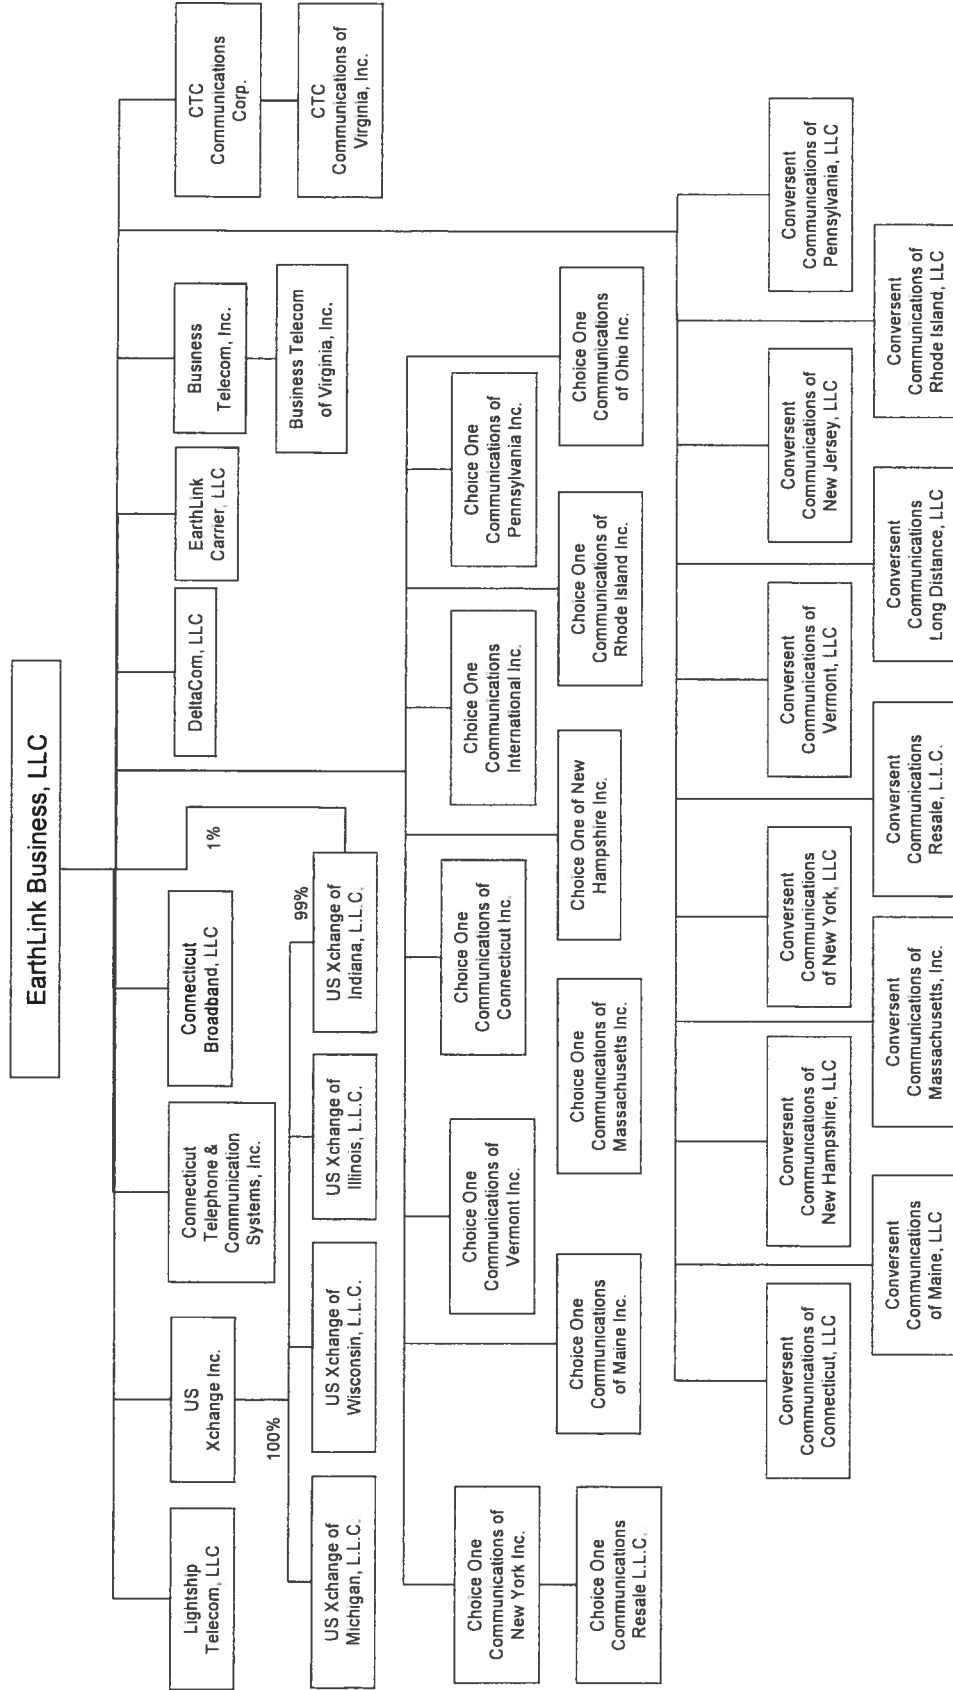 EarthLink Business, LLC
Lightship
Telecom, LLC
US
Xchange Inc.
Connecticut
Telephone &
Communication
Systems, Inc.
Connecticut
Broadband, LLC
DeltaCom, LLC
EarthLink
Carrier, LLC
Business
Telecom, Inc.
CTC
Communications
Corp.
1%
100%
99%
US Xchange of
Michigan, L.L.C.
US Xchange of
Wisconsin, L.L.C.
US Xchange of
Illinois, L.L.C.
US Xchange of
Indiana, L.L.C.
Business Telecom
of Virginia, Inc.
CTC
Communications of
Virginia, Inc.
Choice One
Communications of
New York Inc.
Choice One
Communications of
Vermont Inc.
Choice One
Communications of
Connecticut Inc.
Choice One
Communications
International Inc.
Choice One
Communications of
Pennsylvania Inc.
Choice One
Communications
Resale L.L.C.
Choice One
Communications
of Maine Inc.
Choice One
Communications of
Massachusetts Inc.
Choice One of New
Hampshire Inc.
Choice One
Communications of
Rhode Island Inc.
Choice One
Communications
of Ohio Inc.
Conversent
Communications of
Connecticut, LLC
Conversent
Communications of
New Hampshire, LLC
Conversent
Communications
of New York, LLC
Conversent
Communications of
Vermont, LLC
Conversent
Communications of
New Jersey, LLC
Conversent
Communications of
Pennsylvania, LLC
Conversent
Communications
of Maine, LLC
Conversent
Communications of
Massachusetts, Inc.
Conversent
Communications
Resale, L.L.C.
Conversent
Communications
Long Distance, LLC
Conversent
Communications of
Rhode Island, LLC